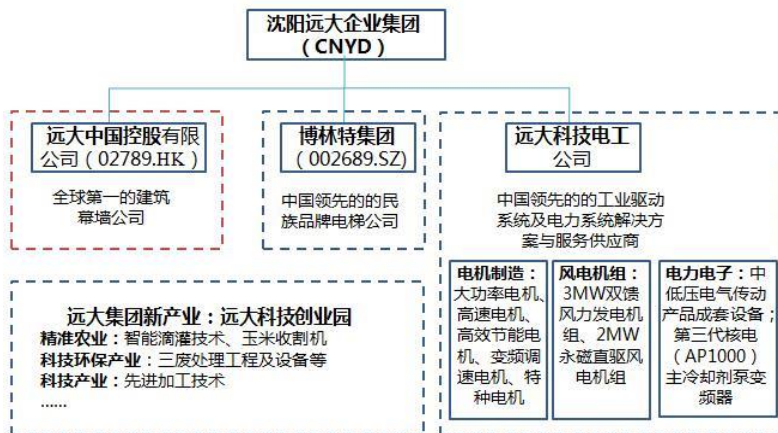 沈阳远大企业集团
（CNYD）
远大中国控股有限
公司（02789.HK）
全球第一的建筑
幕墙公司
博林特集团
（002689.SZ)
中国领先的的民
族品牌电梯公司
远大科技电工
公司
中国领先的的工业驱动
系统及电力系统解决方
案与服务供应商
电机制造：
大功率电机、
高速电机、
高效节能电
机、变频调
速电机、特
种电机
风电机组：
3MW双馈
风力发电机
组、2MW
永磁直驱风
电机组
电力电子：中
低压电气传动
产品成套设备；
第三代核电
（AP1000）
主冷却剂泵变
频器
远大集团新产业：远大科技创业园
精准农业：智能滴灌技术、玉米收割机
科技环保产业：三废处理工程及设备等
科技产业：先进加工技术
……